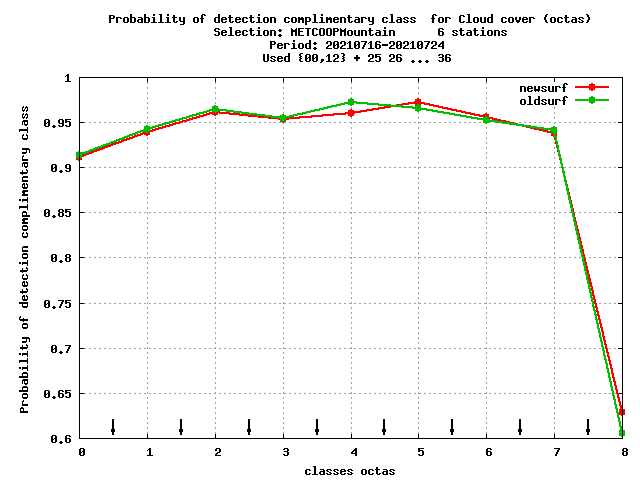 Probability of detection complimentary class  for Cloud cover (octas)
Selection: METCOOPMountain      6 stations
Period: 20210716-20210724
Used {00,12} + 25 26 ... 36
newsurf
oldsurf
Probability of detection complimentary class
1
0.95
0.9
0.85
0.8
0.75
0.7
0.65
0.6
0 1 2 3 4 5 6 7 8
classes octas